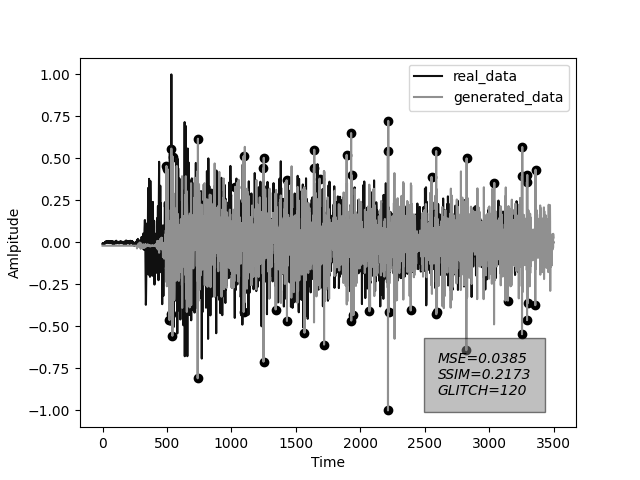 real_data
generated_data
1.00
0.75
0.50
0.25
0.00
−0.25
−0.50
−0.75
−1.00
Amlpitude
MSE=0.0385
SSIM=0.2173
GLITCH=120
0 500 1000 1500 2000 2500 3000 3500
Time